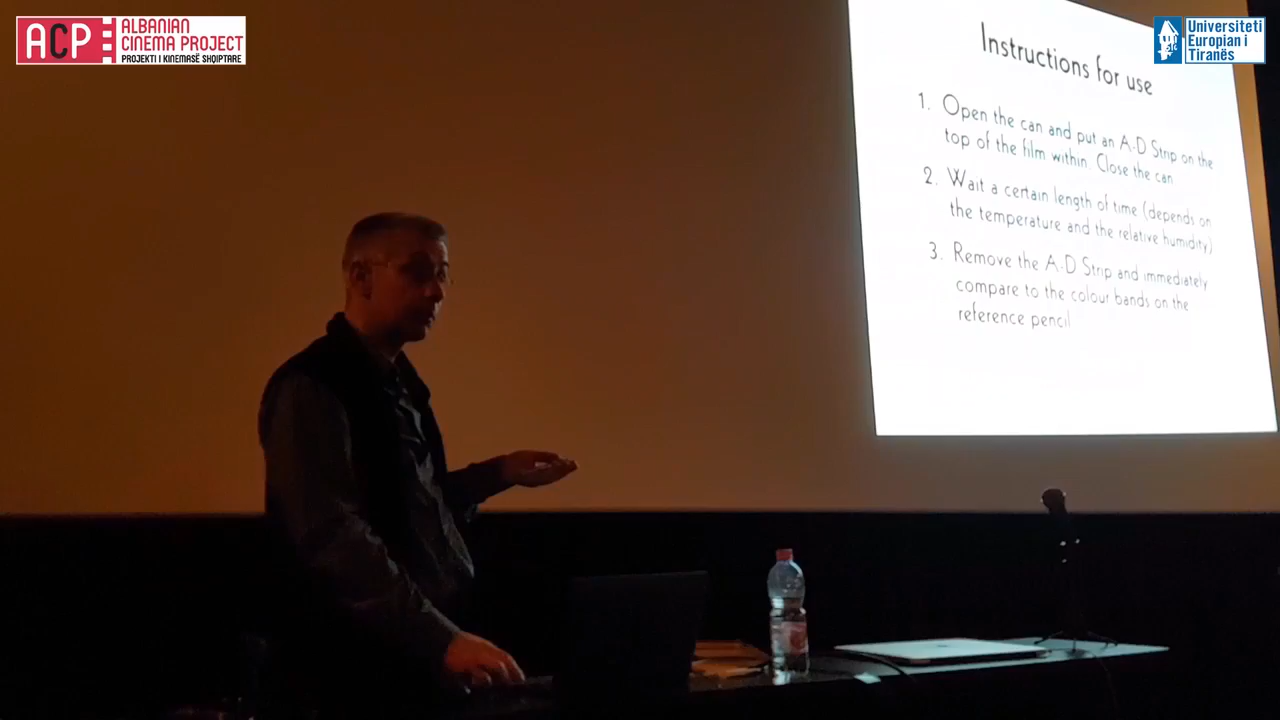 ACP
ALBANIAN
CINEMA PROJECT
PROJEKTI I KINEMASË SHQIPTARE
Universiteti
Europian i
Tiranës
Instructions for use
1. Open the can and put an A-D Strip on the
top of the film within. Close the can
2. Wait a certain length of time (depends on
the temperature and the relative humidity)
3. Remove the A-D Strip and immediately
compare to the colour bands on the
reference pencil